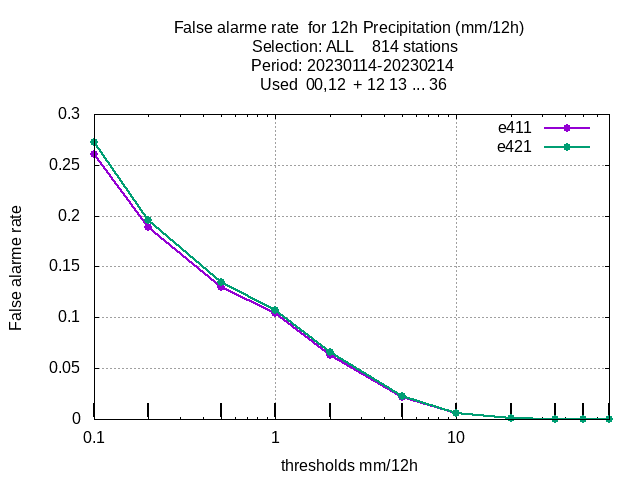 False alarme rate  for 12h Precipitation (mm/12h)
Selection: ALL    814 stations
Period: 20230114-20230214
Used  00,12  + 12 13 ... 36
0.3
0.25
0.2
0.15
0.1
0.05
0
False alarme rate
e411
e421
0.1
1
10
thresholds mm/12h